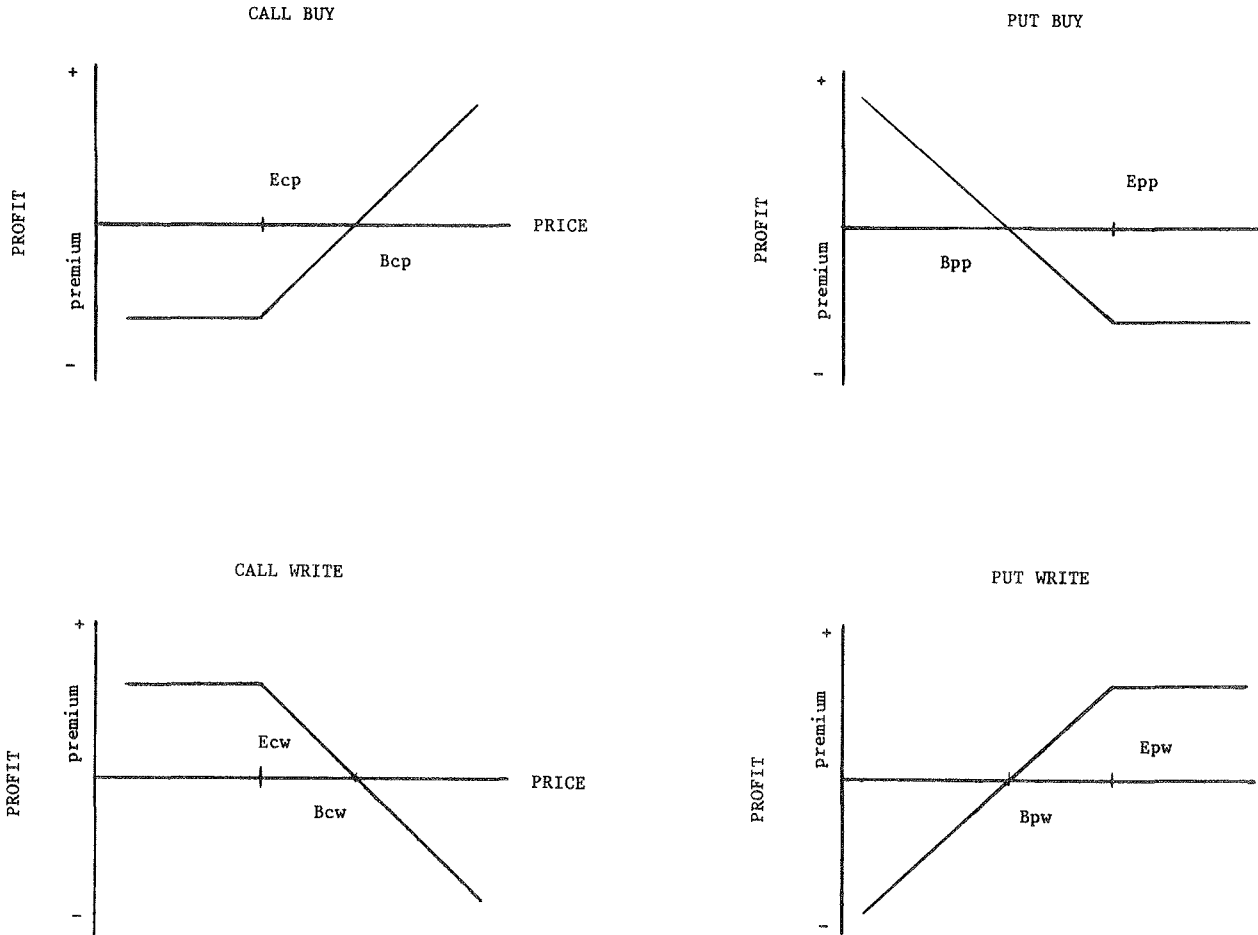 CALL BUY
+
Ecp
PROFIT
PRICE
Bcp
premium
-
PUT BUY
+
Epp
PROFIT
Bpp
premium
-
CALL WRITE
+
premium
Ecw
PROFIT
PRICE
Bcw
-
PUT WRITE
+
premium
Epw
PROFIT
Bpw
-